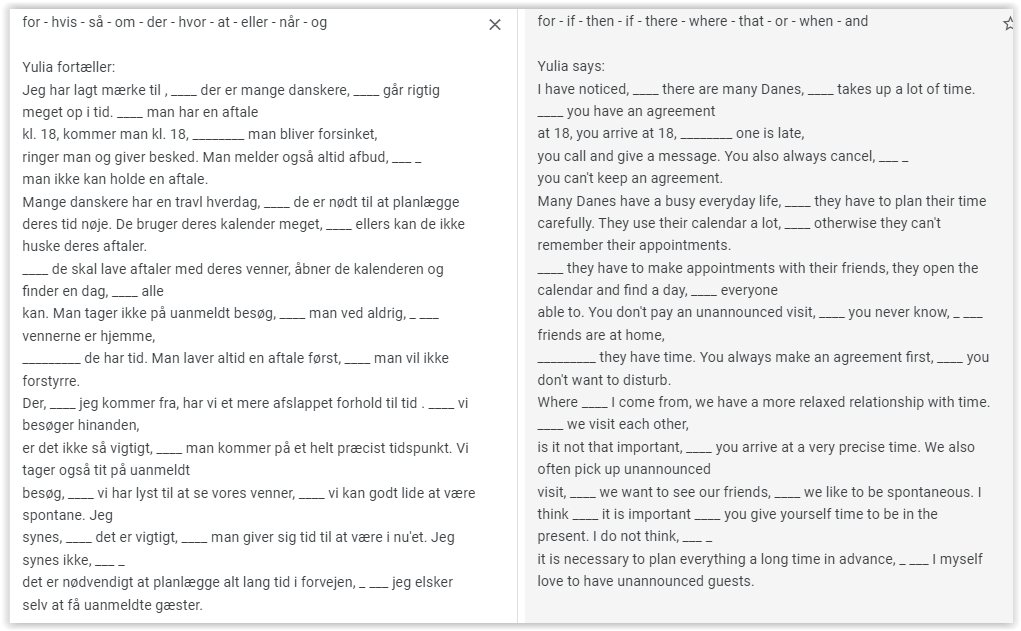 for - hvis - så - om - der - hvor - at - eller - når - og
Yulia fortæller:
Jeg har lagt mærke til , ____ der er mange danskere, ____ går rigtig
meget op i tid. ____ man har en aftale
kl. 18, kommer man kl. 18, ________ man bliver forsinket,
ringer man og giver besked. Man melder også altid afbud, ___ _
man ikke kan holde en aftale.
Mange danskere har en travl hverdag, ____ de er nødt til at planlægge
deres tid nøje. De bruger deres kalender meget, ____ ellers kan de ikke
huske deres aftaler.
____ de skal lave aftaler med deres venner, åbner de kalenderen og
finder en dag, ____ alle
kan. Man tager ikke på uanmeldt besøg, ____ man ved aldrig, _ ___
vennerne er hjemme,
_________ de har tid. Man laver altid en aftale først, ____ man vil ikke
forstyrre.
Der, ____ jeg kommer fra, har vi et mere afslappet forhold til tid . ____ vi
besøger hinanden,
er det ikke så vigtigt, ____ man kommer på et helt præcist tidspunkt. Vi
tager også tit på uanmeldt
besøg, ____ vi har lyst til at se vores venner, ____ vi kan godt lide at være
spontane. Jeg
synes, ____ det er vigtigt, ____ man giver sig tid til at være i nu'et. Jeg
synes ikke, ___ _
det er nødvendigt at planlægge alt lang tid i forvejen, _ ___ jeg elsker
selv at få uanmeldte gæster.
for - if - then - if - there - where - that - or - when - and
Yulia says:
I have noticed, ____ there are many Danes, ____ takes up a lot of time.
____ you have an agreement
at 18, you arrive at 18, ________ one is late,
you call and give a message. You also always cancel, ___ _
you can't keep an agreement.
Many Danes have a busy everyday life, ____ they have to plan their time
carefully. They use their calendar a lot, ____ otherwise they can't
remember their appointments.
____ they have to make appointments with their friends, they open the
calendar and find a day, ____ everyone
able to. You don't pay an unannounced visit, ____ you never know, _ ___
friends are at home,
_________ they have time. You always make an agreement first, ____ you
don't want to disturb.
Where ____ I come from, we have a more relaxed relationship with time.
____ we visit each other,
is it not that important, ____ you arrive at a very precise time. We also
often pick up unannounced
visit, ____ we want to see our friends, ____ we like to be spontaneous. I
think ____ it is important ____ you give yourself time to be in the
present. I do not think, ___ _
it is necessary to plan everything a long time in advance, _ ___ I myself
love to have unannounced guests.